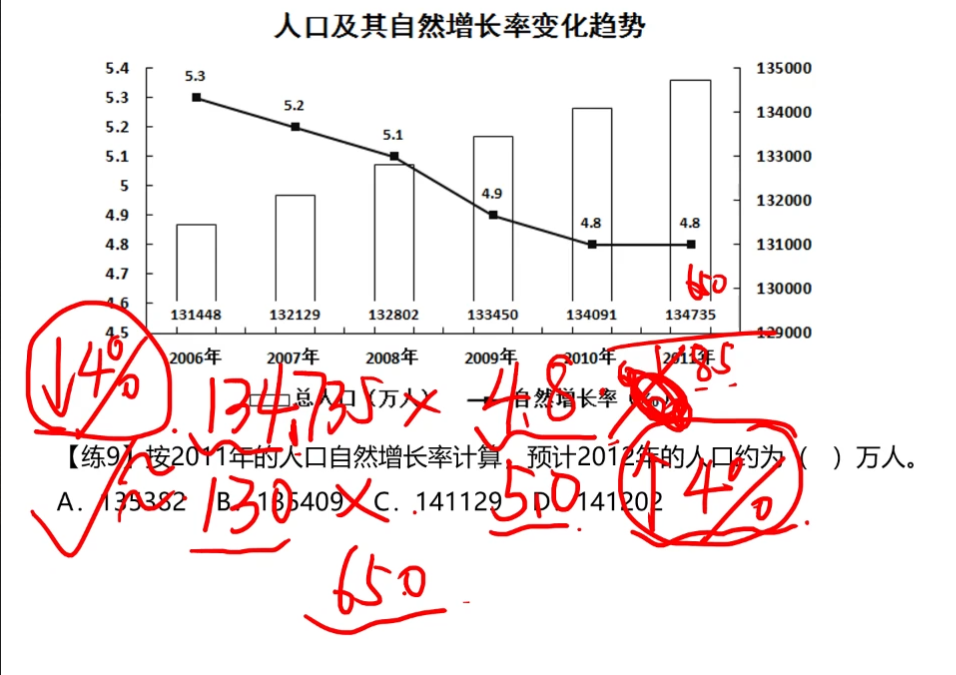 人口及其自然增长率变化趋势
5.4 135000
5.3 5.3 134000
5.2 5.2 133000
5.1 5.1 132000
5 131000
4.9 4.9 130000
4.8 4.8 4.8 129000
4.7
4.6
4.5
650
131448 132129 132802 133450 134091 134735
2006年 2007年 2008年 2009年 2010年 2011年
85
↓4%
总人口（万人） 自然增长率
134,735 × 4.8
【练9】按2011年的人口自然增长率计算，预计2012年的人口约为（ ）万人。
A．135382 B．135409 C．141129 D．141202
≈ 130 × 5.0
↑4%
650